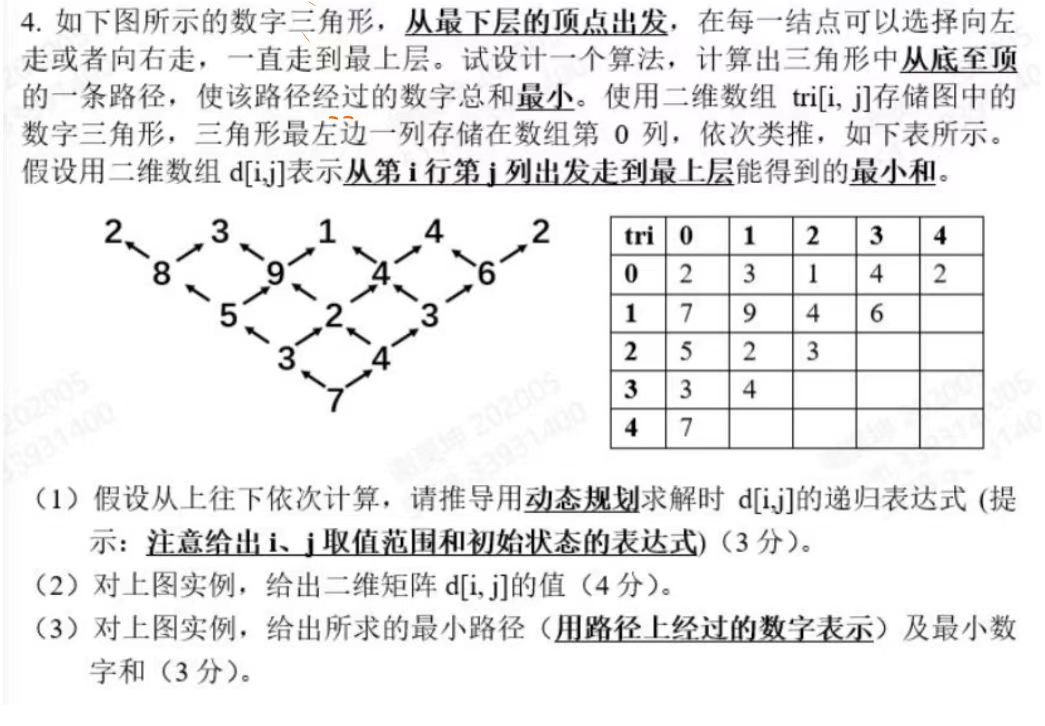 4. 如下图所示的数字三角形，从最下层的顶点出发，在每一结点可以选择向左
走或者向右走，一直走到最上层。试设计一个算法，计算出三角形中从底至顶
的一条路径，使该路径经过的数字总和最小。使用二维数组 tri[i, j]存储图中的
数字三角形，三角形最左边一列存储在数组第 0 列，依次类推，如下表所示。
假设用二维数组 d[i,j]表示从第 i 行第 j 列出发走到最上层能得到的最小和。
2 3 1 4 2
8 9 4 6
5 2 3
3 4
7
tri 0 1 2 3 4
0 2 3 1 4 2
1 7 9 4 6
2 5 2 3
3 3 4
4 7
（1）假设从上往下依次计算，请推导用动态规划求解时 d[i,j]的递归表达式 (提
示：注意给出 i、j 取值范围和初始状态的表达式)（3 分）。
（2）对上图实例，给出二维矩阵 d[i, j]的值（4 分）。
（3）对上图实例，给出所求的最小路径（用路径上经过的数字表示）及最小数
字和（3 分）。